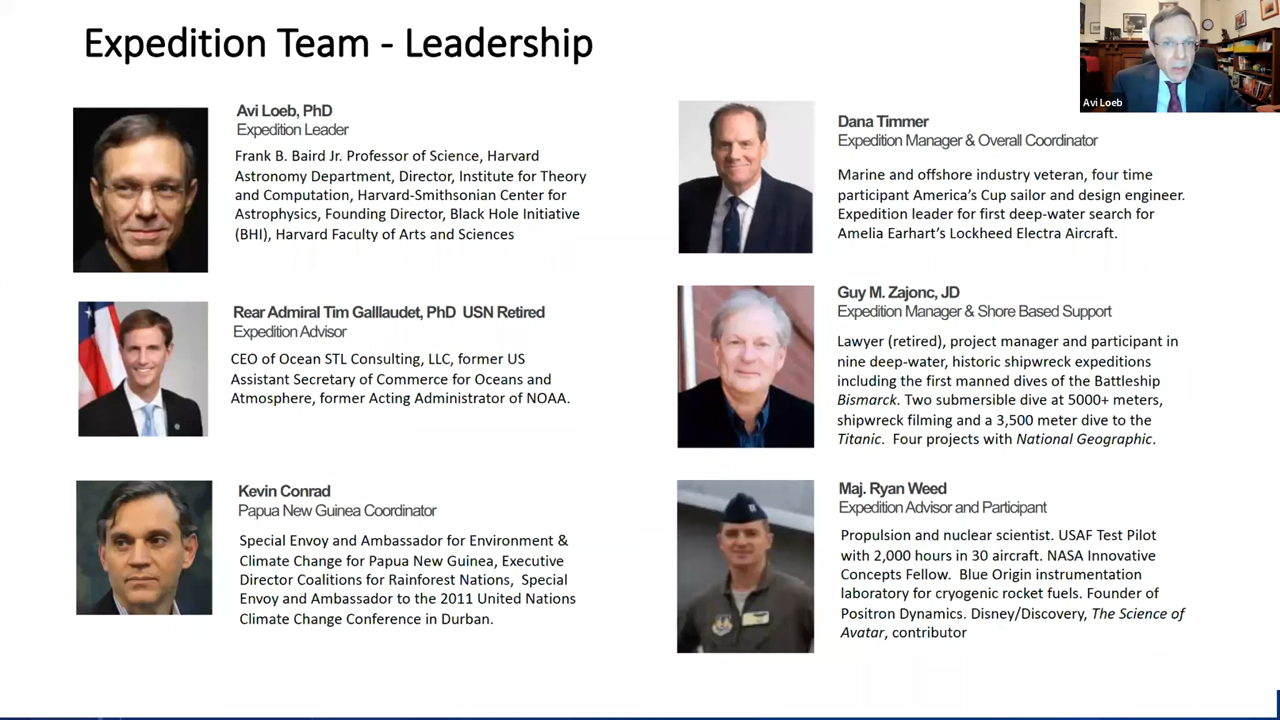 Expedition Team - Leadership
Avi Loeb
Avi Loeb, PhD
Expedition Leader
Frank B. Baird Jr. Professor of Science, Harvard
Astronomy Department, Director, Institute for Theory
and Computation, Harvard-Smithsonian Center for
Astrophysics, Founding Director, Black Hole Initiative
(BHI), Harvard Faculty of Arts and Sciences
Rear Admiral Tim Galllaudet, PhD USN Retired
Expedition Advisor
CEO of Ocean STL Consulting, LLC, former US
Assistant Secretary of Commerce for Oceans and
Atmosphere, former Acting Administrator of NOAA.
Kevin Conrad
Papua New Guinea Coordinator
Special Envoy and Ambassador for Environment &
Climate Change for Papua New Guinea, Executive
Director Coalitions for Rainforest Nations, Special
Envoy and Ambassador to the 2011 United Nations
Climate Change Conference in Durban.
Dana Timmer
Expedition Manager & Overall Coordinator
Marine and offshore industry veteran, four time
participant America's Cup sailor and design engineer.
Expedition leader for first deep-water search for
Amelia Earhart's Lockheed Electra Aircraft.
Guy M. Zajonc, JD
Expedition Manager & Shore Based Support
Lawyer (retired), project manager and participant in
nine deep-water, historic shipwreck expeditions
including the first manned dives of the Battleship
Bismarck. Two submersible dive at 5000+ meters,
shipwreck filming and a 3,500 meter dive to the
Titanic. Four projects with National Geographic.
Maj. Ryan Weed
Expedition Advisor and Participant
Propulsion and nuclear scientist. USAF Test Pilot
with 2,000 hours in 30 aircraft. NASA Innovative
Concepts Fellow. Blue Origin instrumentation
laboratory for cryogenic rocket fuels. Founder of
Positron Dynamics. Disney/Discovery, The Science of
Avatar, contributor